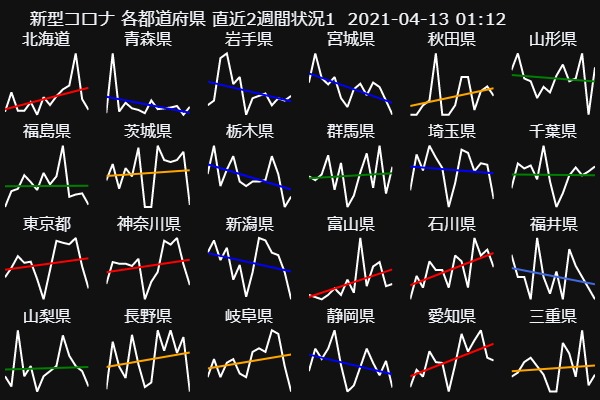 新型コロナ 各都道府県 直近2週間状況1 2021-04-13 01:12
北海道 青森県 岩手県 宮城県 秋田県 山形県
福島県 茨城県 栃木県 群馬県 埼玉県 千葉県
東京都 神奈川県 新潟県 富山県 石川県 福井県
山梨県 長野県 岐阜県 静岡県 愛知県 三重県